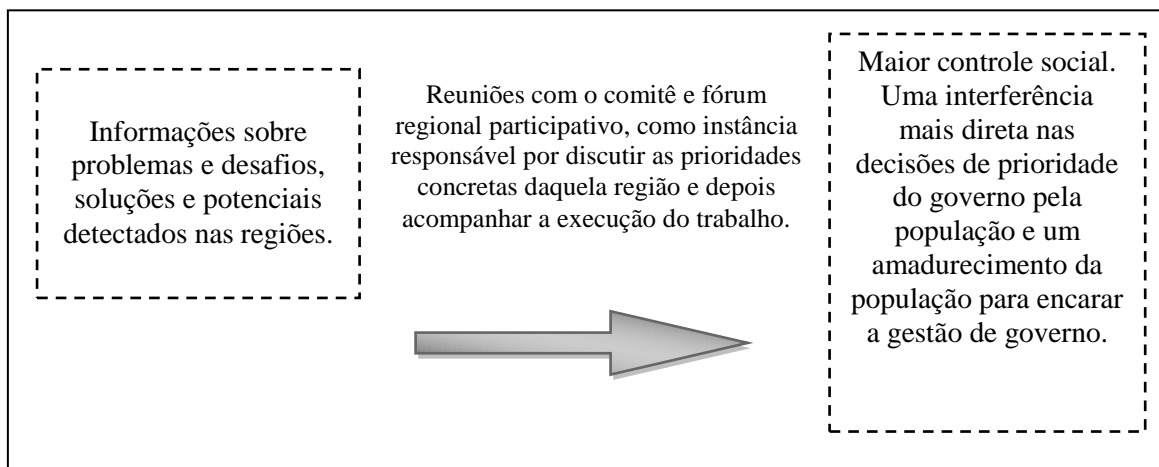 Informações sobre
problemas e desafios,
soluções e potenciais
detectados nas regiões.
Reuniões com o comitê e fórum
regional participativo, como instância
responsável por discutir as prioridades
concretas daquela região e depois
acompanhar a execução do trabalho.
Maior controle social.
Uma interferência
mais direta nas
decisões de prioridade
do governo pela
população e um
amadurecimento da
população para encarar
a gestão de governo.